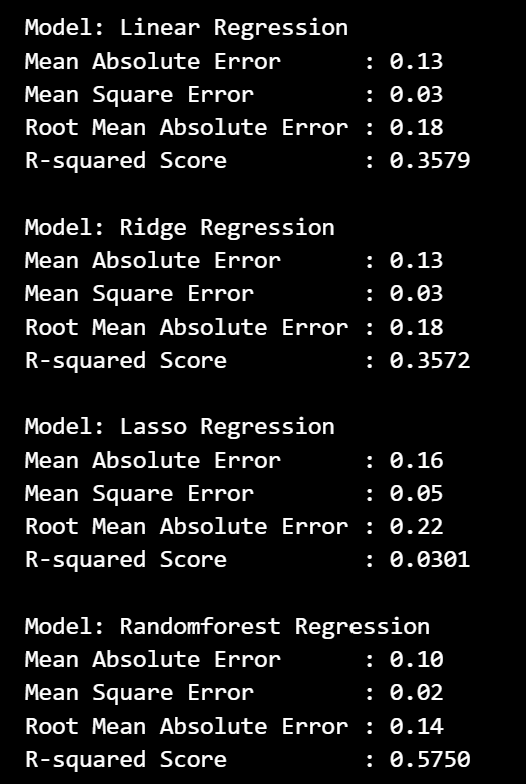 Model: Linear Regression
Mean Absolute Error : 0.13
Mean Square Error : 0.03
Root Mean Absolute Error : 0.18
R-squared Score : 0.3579
Model: Ridge Regression
Mean Absolute Error : 0.13
Mean Square Error : 0.03
Root Mean Absolute Error : 0.18
R-squared Score : 0.3572
Model: Lasso Regression
Mean Absolute Error : 0.16
Mean Square Error : 0.05
Root Mean Absolute Error : 0.22
R-squared Score : 0.0301
Model: Randomforest Regression
Mean Absolute Error : 0.10
Mean Square Error : 0.02
Root Mean Absolute Error : 0.14
R-squared Score : 0.5750